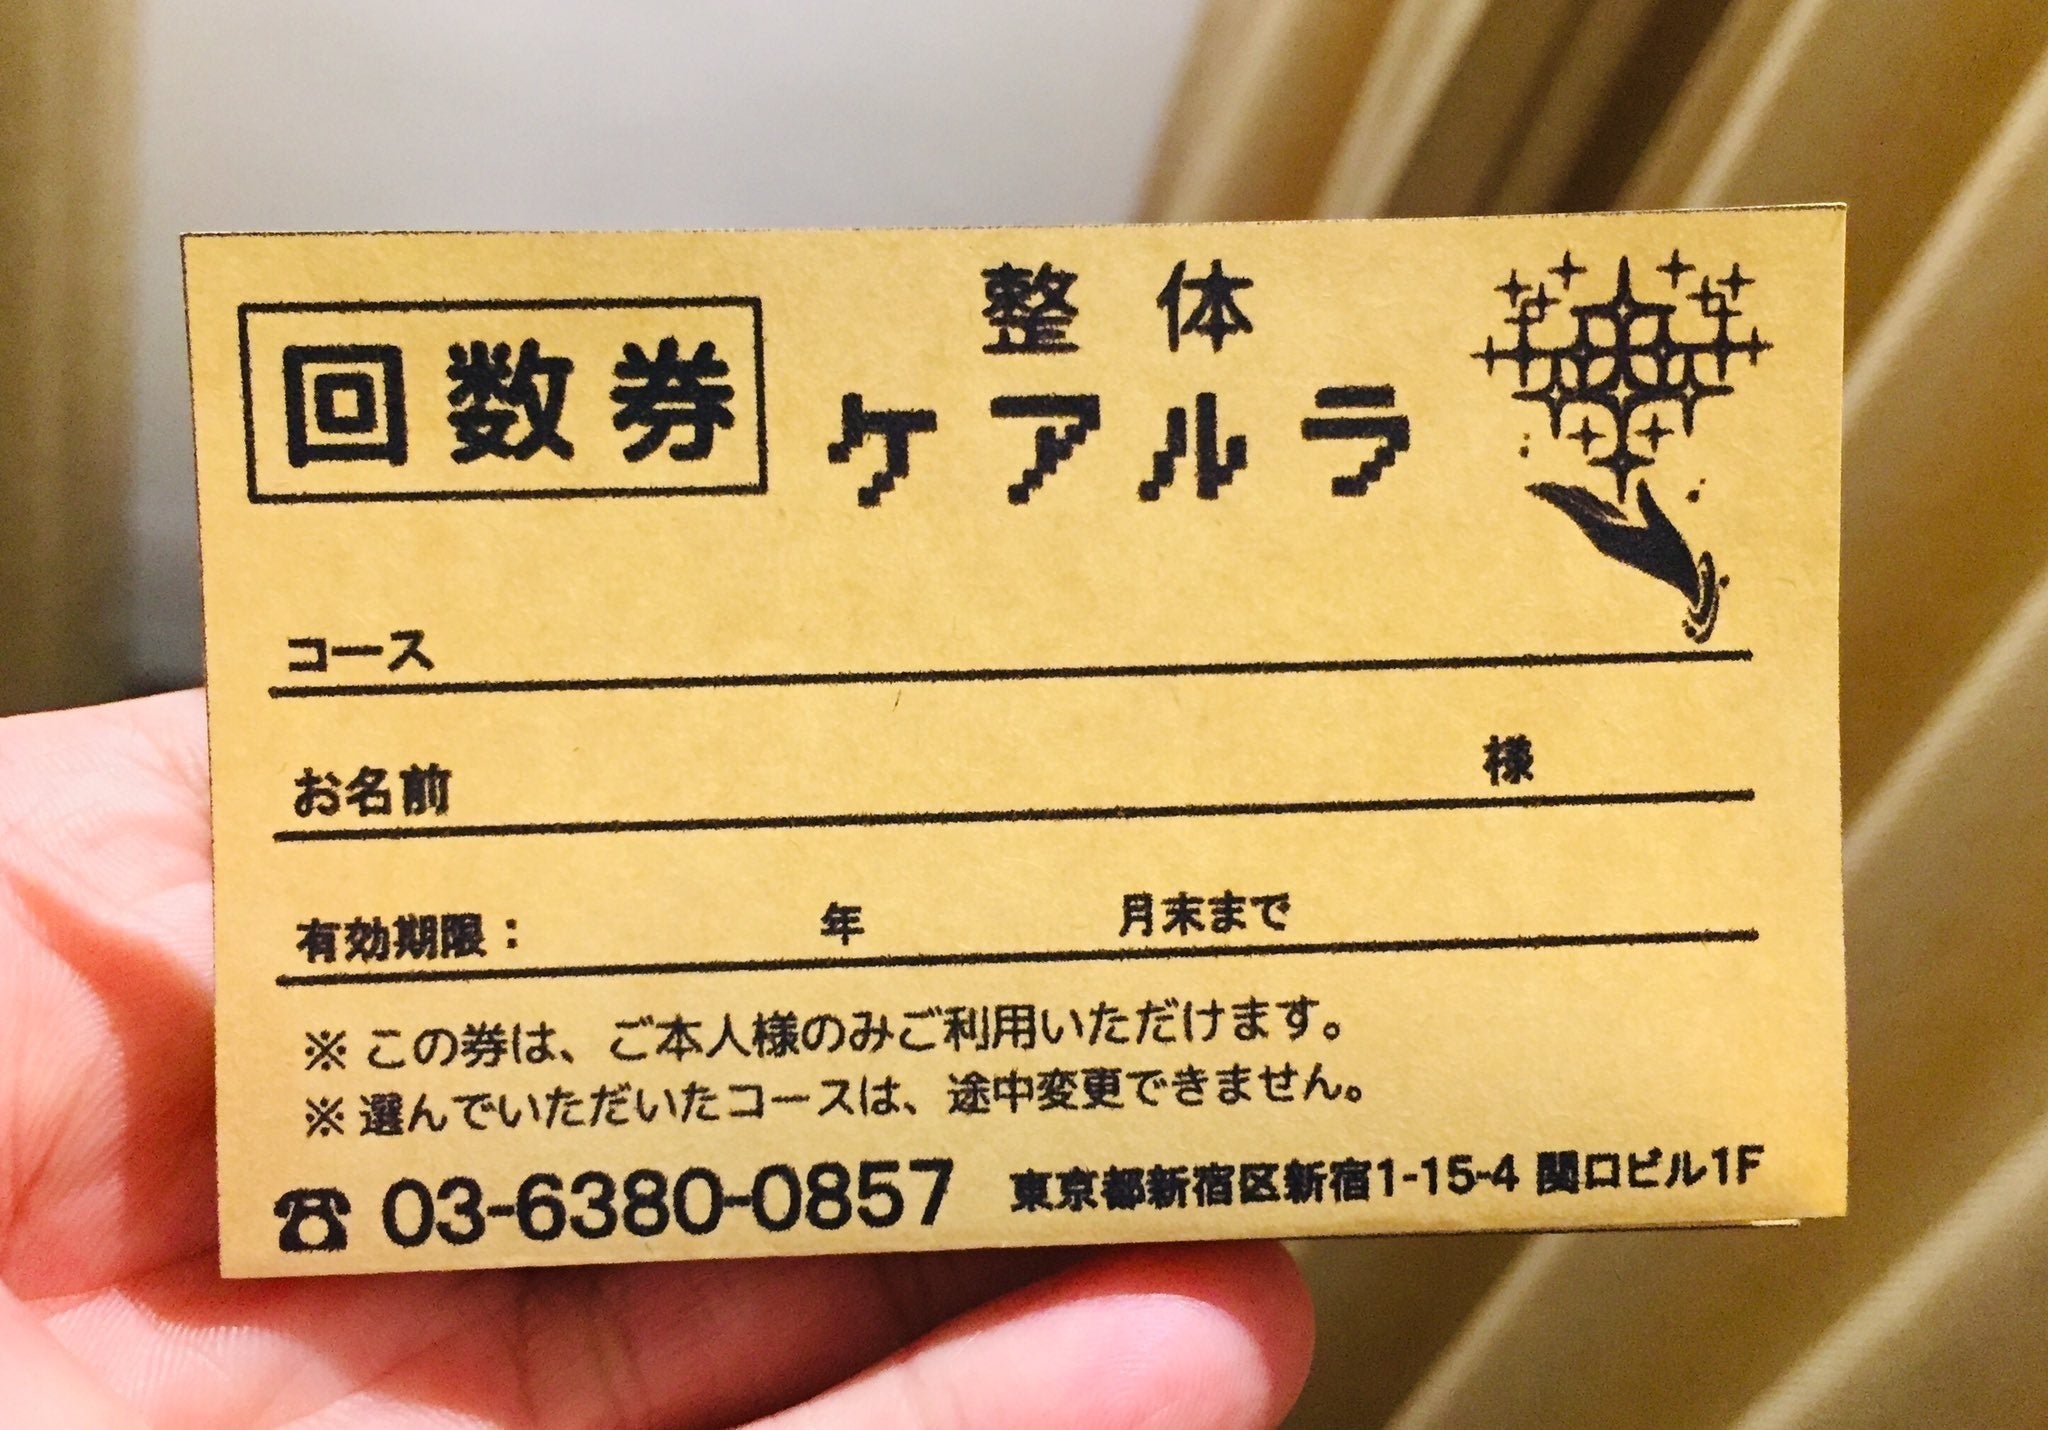 回数券
整体
ケアルラ
コース
お名前 様
有効期限： 年 月末まで
※この券は、ご本人様のみご利用いただけます。
※選んでいただいたコースは、途中変更できません。
☎ 03-6380-0857 東京都新宿区新宿1-15-4 関口ビル1F